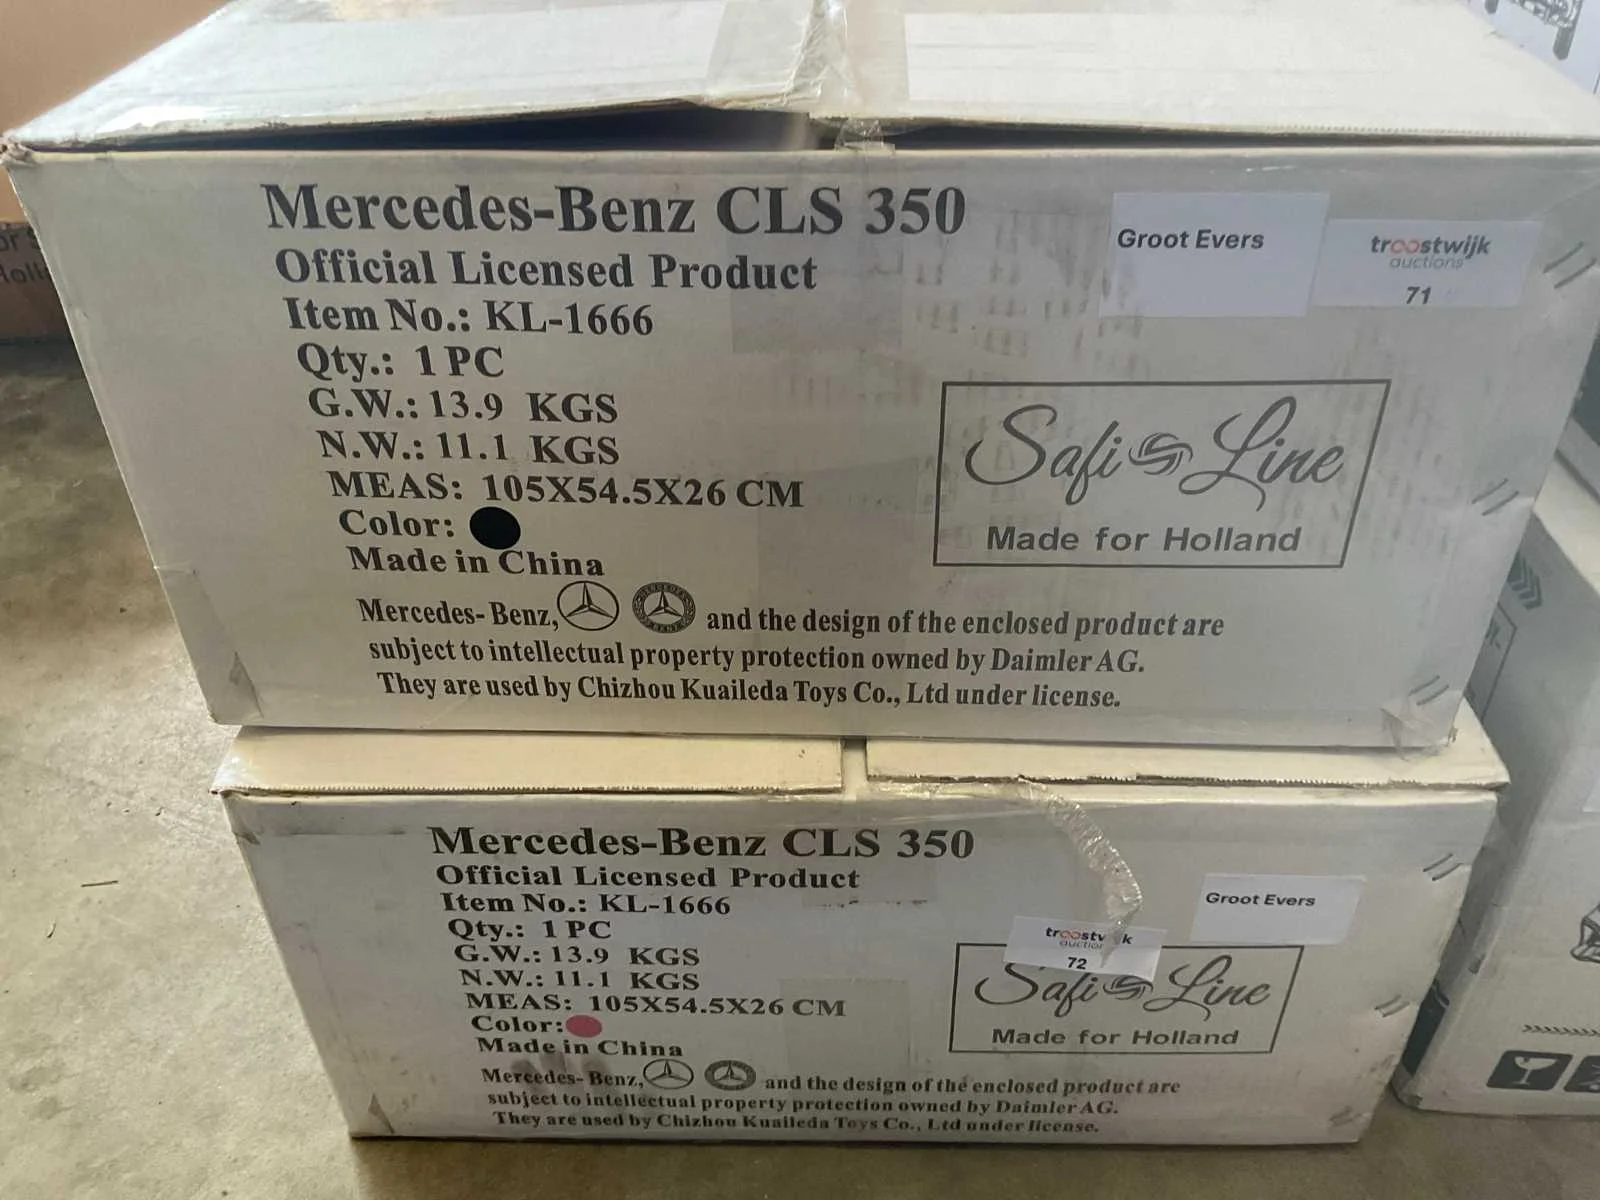 Mercedes-Benz CLS 350
Official Licensed Product
Item No.: KL-1666
Qty.: 1 PC
G.W.: 13.9 KGS
N.W.: 11.1 KGS
MEAS: 105X54.5X26 CM
Color:
Made in China
Mercedes-Benz, and the design of the enclosed product are
subject to intellectual property protection owned by Daimler AG.
They are used by Chizhou Kuaileda Toys Co., Ltd under license.
Groot Evers
troostwijk
auctions
71
Safi Line
Made for Holland
Mercedes-Benz CLS 350
Official Licensed Product
Item No.: KL-1666
Qty.: 1 PC
G.W.: 13.9 KGS
N.W.: 11.1 KGS
MEAS: 105X54.5X26 CM
Color:
Made in China
Mercedes-Benz, and the design of the enclosed product are
subject to intellectual property protection owned by Daimler AG.
They are used by Chizhou Kuaileda Toys Co., Ltd under license.
Groot Evers
72
Safi Line
Made for Holland